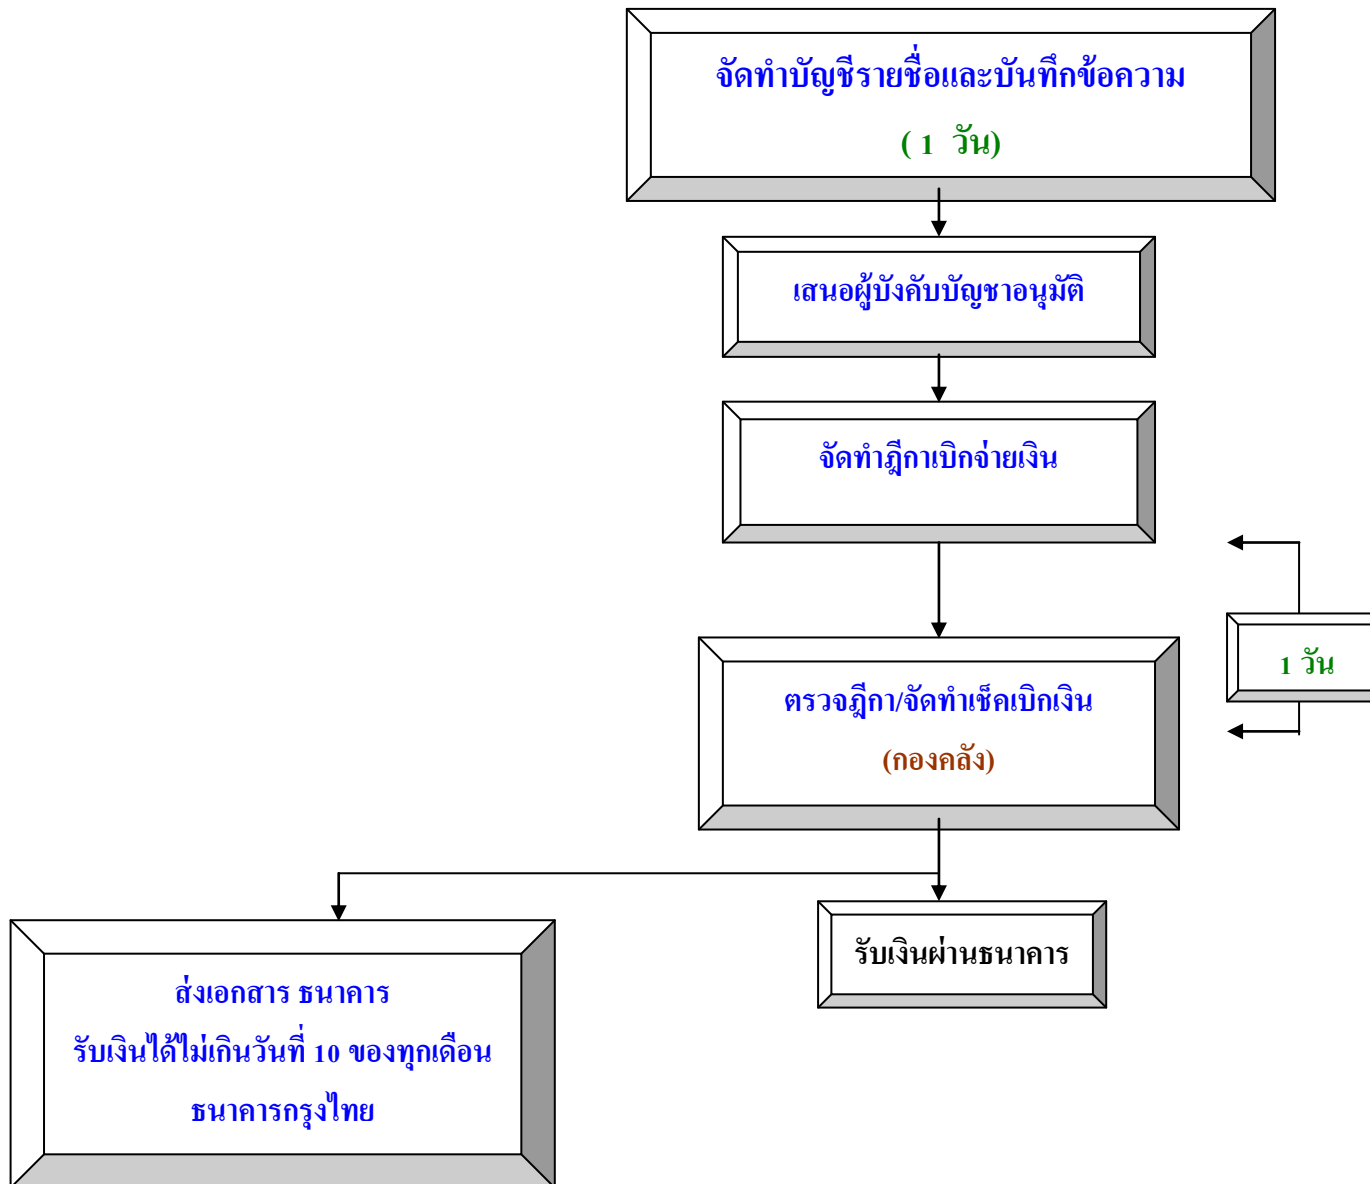 จัดทำบัญชีรายชื่อและบันทึกข้อความ
( 1 วัน)
เสนอผู้บังคับบัญชาอนุมัติ
จัดทำฎีกาเบิกจ่ายเงิน
1 วัน
ตรวจฎีกา/จัดทำเช็คเบิกเงิน
(กองคลัง)
รับเงินผ่านธนาคาร
ส่งเอกสาร ธนาคาร
รับเงินได้ไม่เกินวันที่ 10 ของทุกเดือน
ธนาคารกรุงไทย